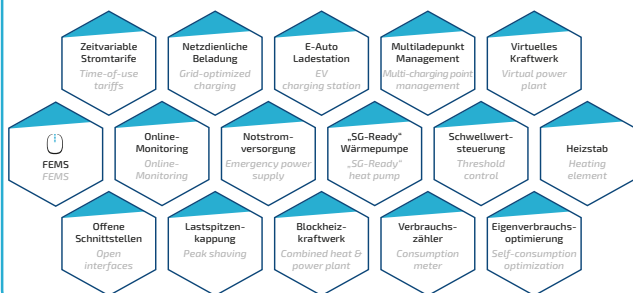 Zeitvariable
Stromtarife
Time-of-use
tariffs
Netzdienliche
Beladung
Grid-optimized
charging
E-Auto
Ladestation
EV
charging station
Multiladepunkt
Management
Multi-charging point
management
Virtuelles
Kraftwerk
Virtual power
plant
FEMS
FEMS
Online-
Monitoring
Online-
Monitoring
Notstrom-
versorgung
Emergency power
supply
„SG-Ready“
Wärmepumpe
„SG-Ready“
heat pump
Schwellwert-
steuerung
Threshold
control
Heizstab
Heating
element
Offene
Schnittstellen
Open
interfaces
Lastspitzen-
kappung
Peak shaving
Blockheiz-
kraftwerk
Combined heat &
power plant
Verbrauchs-
zähler
Consumption
meter
Eigenverbrauchs-
optimierung
Self-consumption
optimization